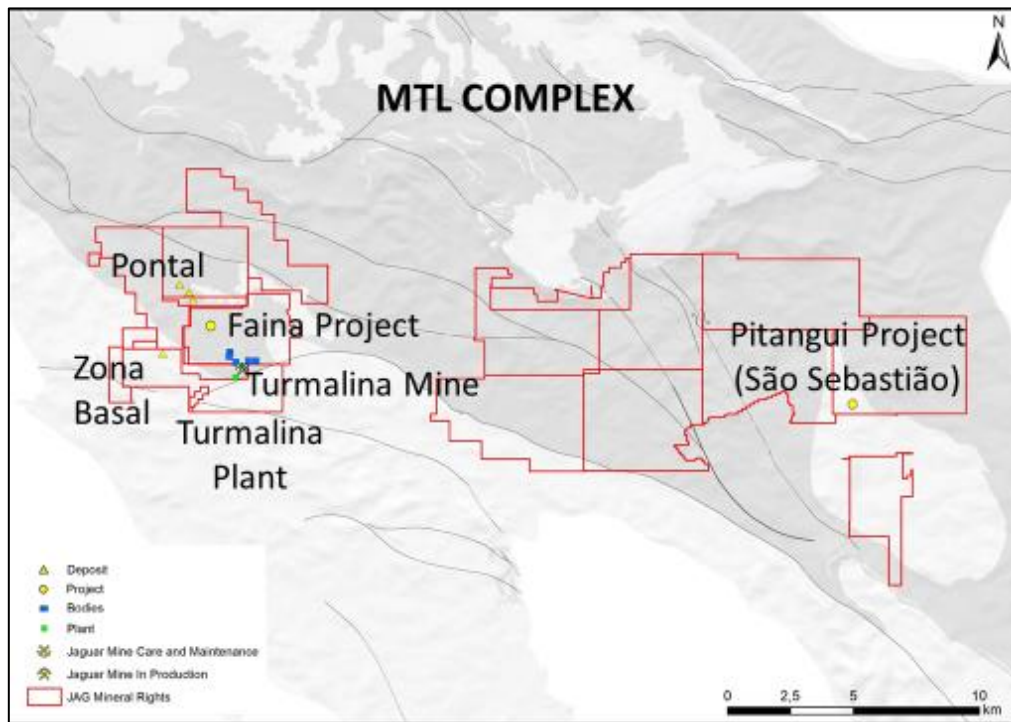 N
MTL COMPLEX
Pontal
Faina Project
Pitangui Project
(São Sebastião)
Zona
Basal
Turmalina Mine
Turmalina
Plant
Deposit
Project
Bodies
Plant
Jaguar Mine Care and Maintenance
Jaguar Mine In Production
JAG Mineral Rights
0 2,5 5 10
km